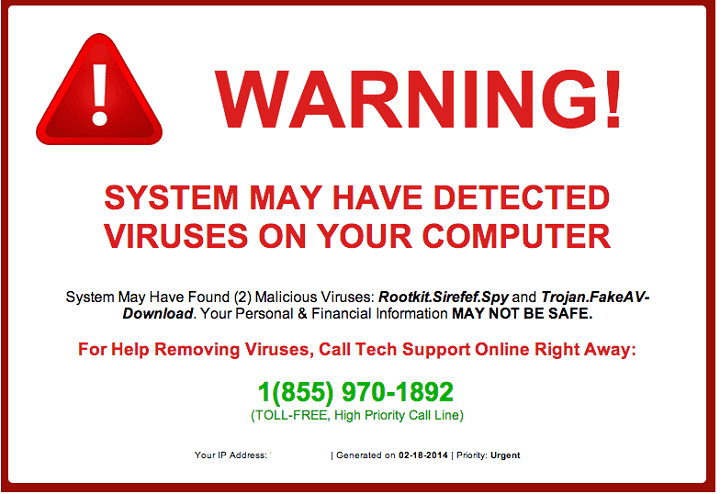 !
WARNING!
SYSTEM MAY HAVE DETECTED
VIRUSES ON YOUR COMPUTER
System May Have Found (2) Malicious Viruses: Rootkit.Sirefef.Spy and Trojan.FakeAV-
Download. Your Personal & Financial Information MAY NOT BE SAFE.
For Help Removing Viruses, Call Tech Support Online Right Away:
1(855) 970-1892
(TOLL-FREE, High Priority Call Line)
Your IP Address: | Generated on 02-18-2014 | Priority: Urgent